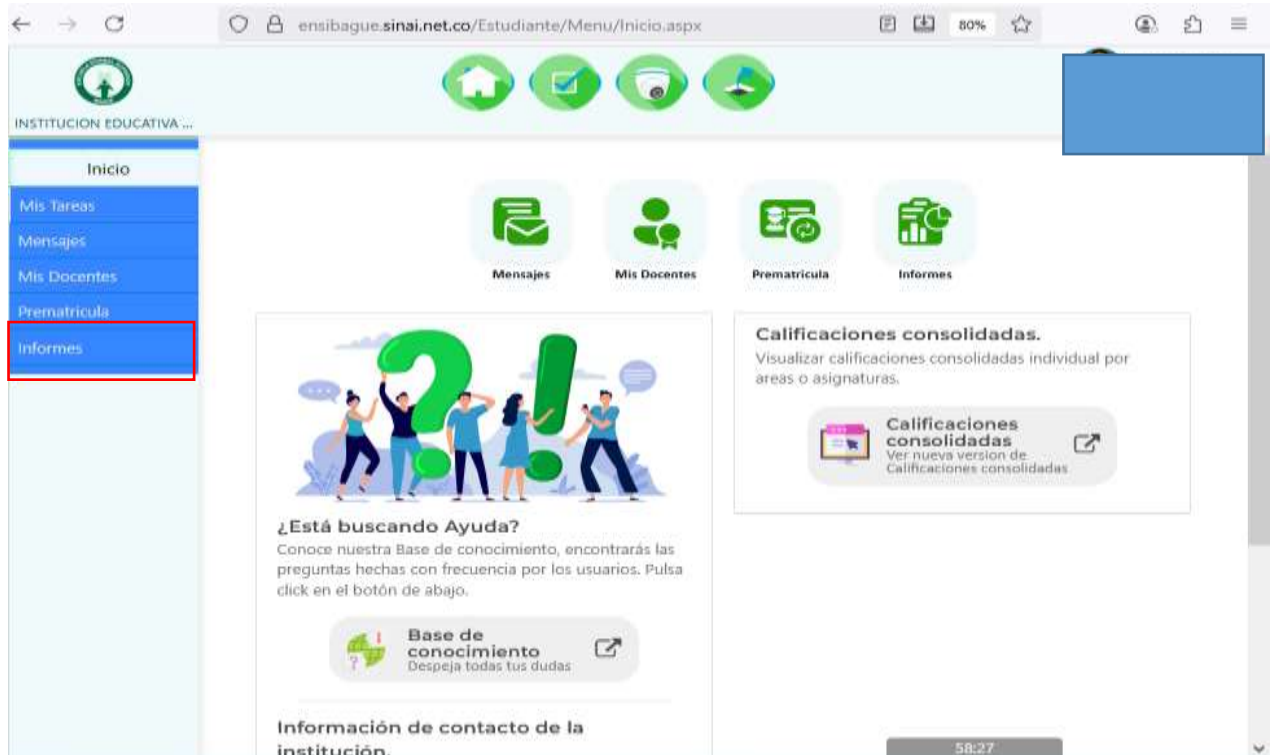 ensibague.sinai.net.co/Estudiante/Menu/Inicio.aspx
80%
INSTITUCION EDUCATIVA ...
Inicio
Mis Tareas
Mensajes
Mis Docentes
Prematricula
Informes
Mensajes
Mis Docentes
Prematricula
Informes
¿Está buscando Ayuda?
Conoce nuestra Base de conocimiento, encontrarás las
preguntas hechas con frecuencia por los usuarios. Pulsa
click en el botón de abajo.
Base de
conocimiento
Despeja todas tus dudas
Información de contacto de la
institución.
Calificaciones consolidadas.
Visualizar calificaciones consolidadas individual por
areas o asignaturas.
Calificaciones
consolidadas
Ver nueva version de
Calificaciones consolidadas
58:27